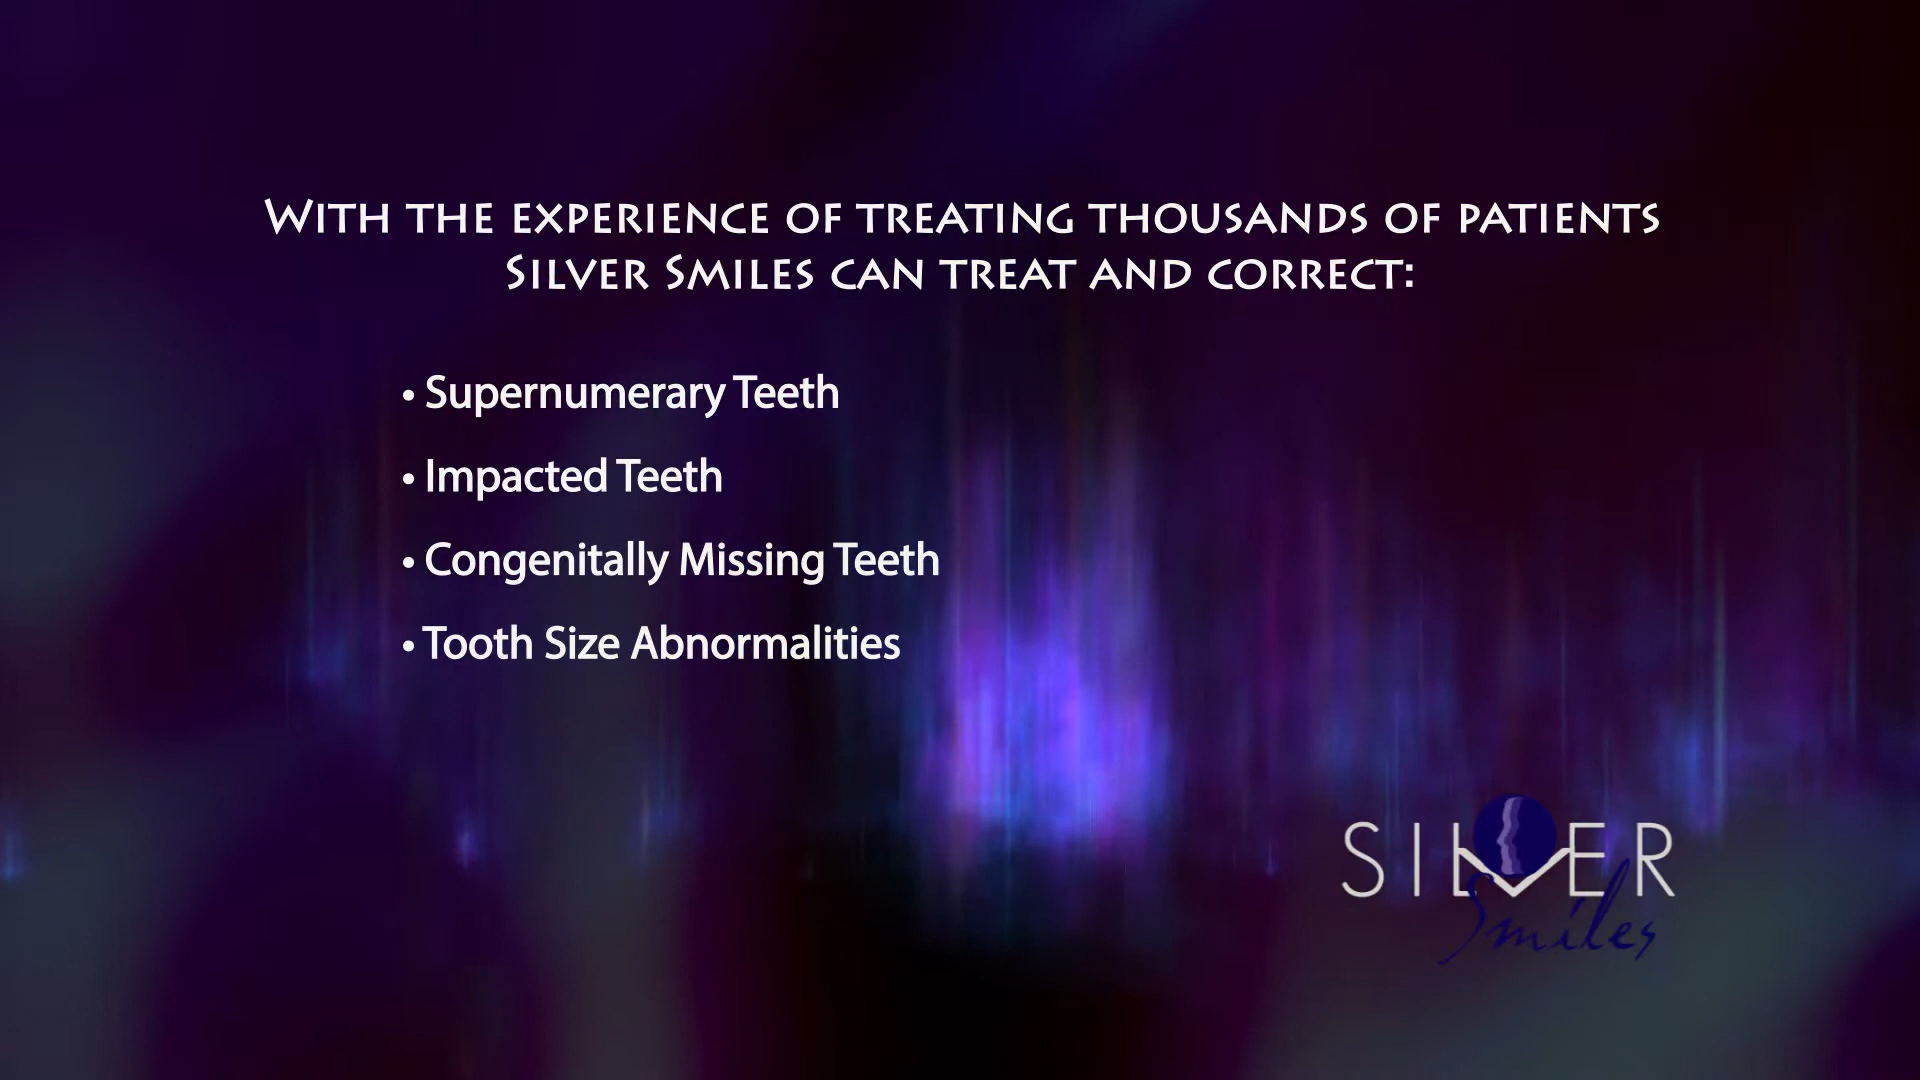 With the experience of treating thousands of patients
Silver Smiles can treat and correct:
• Supernumerary Teeth
• Impacted Teeth
• Congenitally Missing Teeth
• Tooth Size Abnormalities
SILVER
Smiles